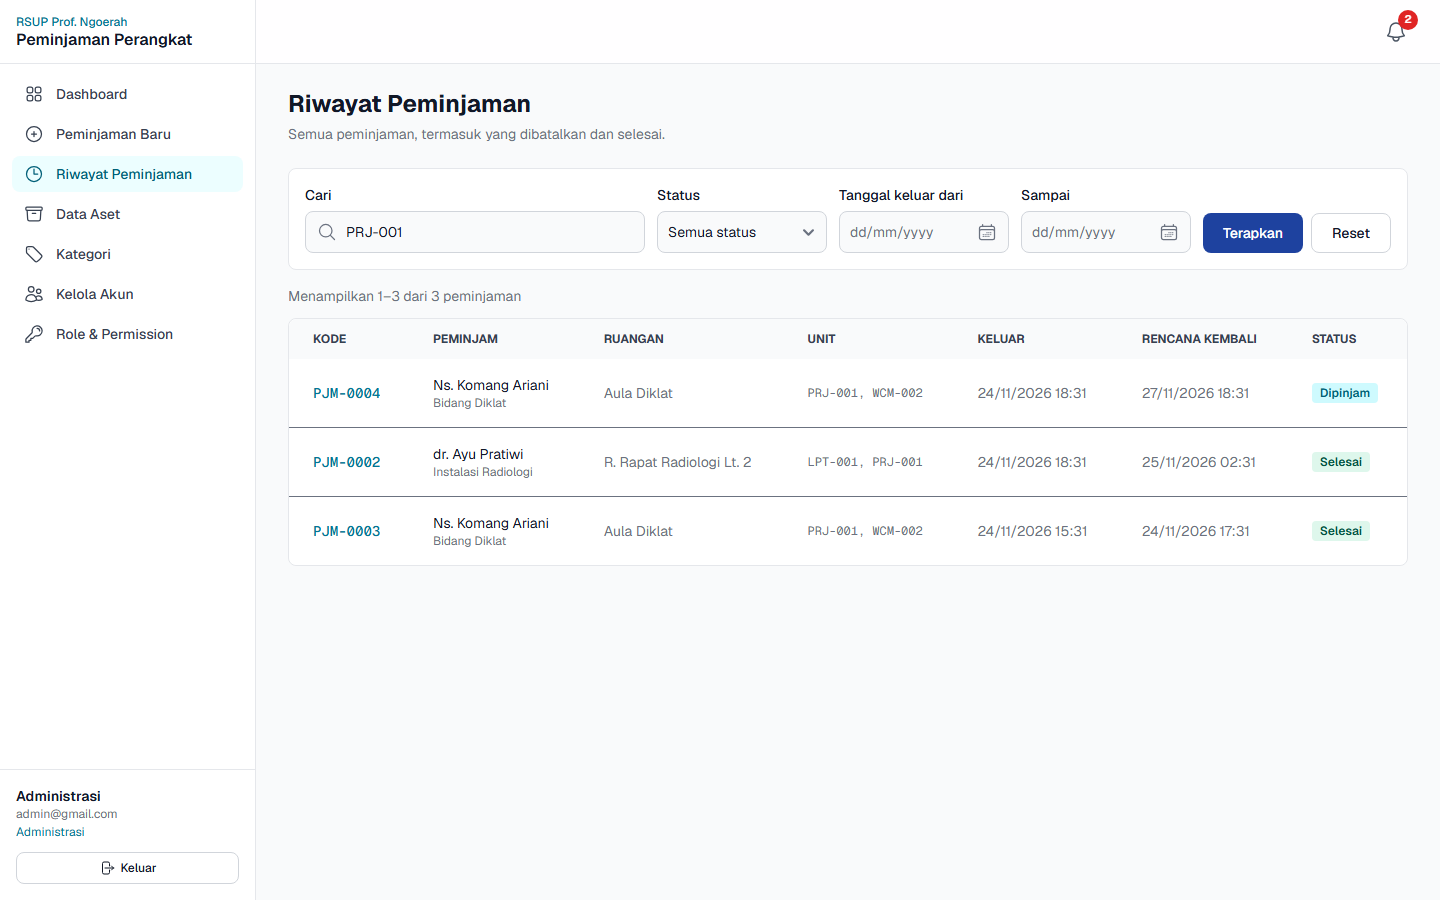 RSUP Prof. Ngoerah
Peminjaman Perangkat
2
Dashboard
Peminjaman Baru
Riwayat Peminjaman
Data Aset
Kategori
Kelola Akun
Role & Permission
Administrasi
admin@gmail.com
Administrasi
Keluar
Riwayat Peminjaman
Semua peminjaman, termasuk yang dibatalkan dan selesai.
Cari Status Tanggal keluar dari Sampai
PRJ-001 Semua status dd/mm/yyyy dd/mm/yyyy Terapkan Reset
Menampilkan 1–3 dari 3 peminjaman
KODE PEMINJAM RUANGAN UNIT KELUAR RENCANA KEMBALI STATUS
PJM-0004 Ns. Komang Ariani Aula Diklat PRJ-001, WCM-002 24/11/2026 18:31 27/11/2026 18:31 Dipinjam
Bidang Diklat
PJM-0002 dr. Ayu Pratiwi R. Rapat Radiologi Lt. 2 LPT-001, PRJ-001 24/11/2026 18:31 25/11/2026 02:31 Selesai
Instalasi Radiologi
PJM-0003 Ns. Komang Ariani Aula Diklat PRJ-001, WCM-002 24/11/2026 15:31 24/11/2026 17:31 Selesai
Bidang Diklat